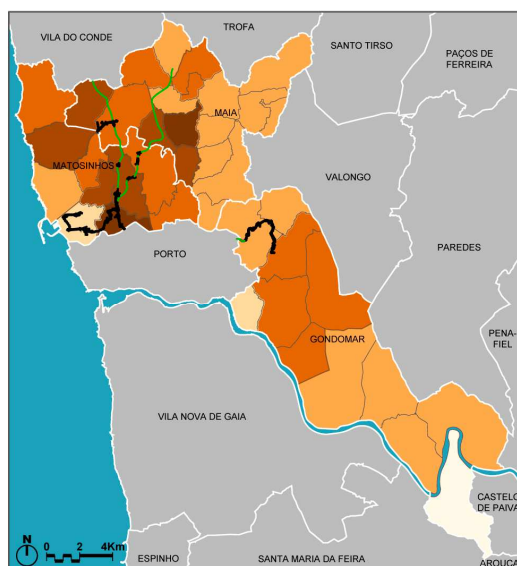 TROFA
VILA DO CONDE
SANTO TIRSO
PAÇOS DE
FERREIRA
MAIA
MATOSINHOS
VALONGO
PORTO
PAREDES
PENA-
FIEL
GONDOMAR
VILA NOVA DE GAIA
CASTELO
DE PAIVA
N
0 2 4Km
ESPINHO
SANTA MARIA DA FEIRA
AROUCA